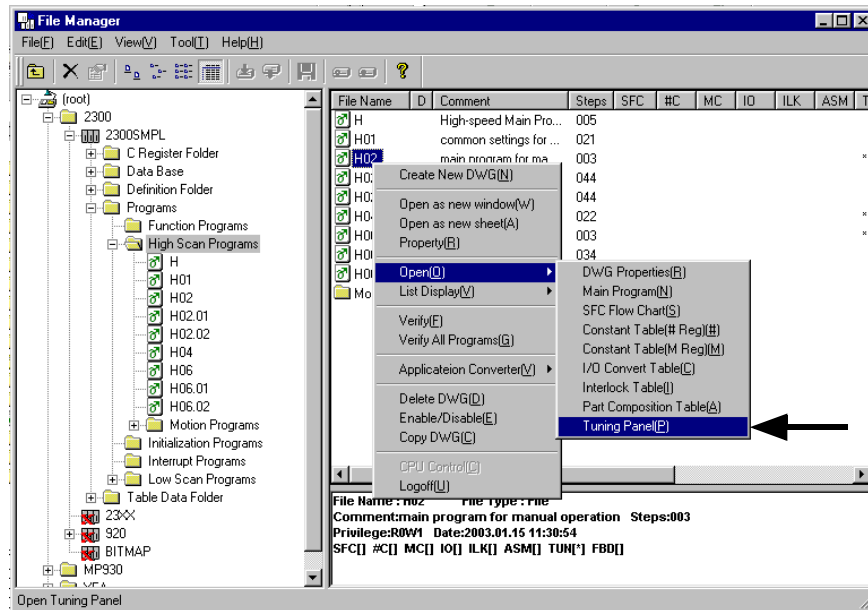 File Manager
File(F) Edit(E) View(V) Tool(T) Help(H)
(root)
2300
2300SMPL
C Register Folder
Data Base
Definition Folder
Programs
Function Programs
High Scan Programs
H
H01
H02
H02.01
H02.02
H04
H06
H06.01
H06.02
Motion Programs
Initialization Programs
Interrupt Programs
Low Scan Programs
Table Data Folder
23XX
920
BITMAP
MP930
File Name D Comment Steps SFC #C MC IO ILK ASM
H High-speed Main Pro... 005
H01 common settings for ... 021
H02 main program for ma... 003 *
044
044
022 *
003 *
034
Mo
Create New DWG(N)
Open as new window(W)
Open as new sheet(A)
Property(R)
Open(O)
List Display(V)
Verify(F)
Verify All Programs(G)
Applicateion Converter(V)
Delete DWG(D)
Enable/Disable(E)
Copy DWG(C)
CPU Control(C)
Logoff(U)
DWG Properties(R)
Main Program(N)
SFC Flow Chart(S)
Constant Table(# Reg)(#)
Constant Table(M Reg)(M)
I/O Convert Table(C)
Interlock Table(I)
Part Composition Table(A)
Tuning Panel(P)
File Name : H02 File Type : File
Comment:main program for manual operation Steps:003
Privilege:R0W1 Date:2003.01.15 11:30:54
SFC[] #C[] MC[] IO[] ILK[] ASM[] TUN[*] FBD[]
Open Tuning Panel